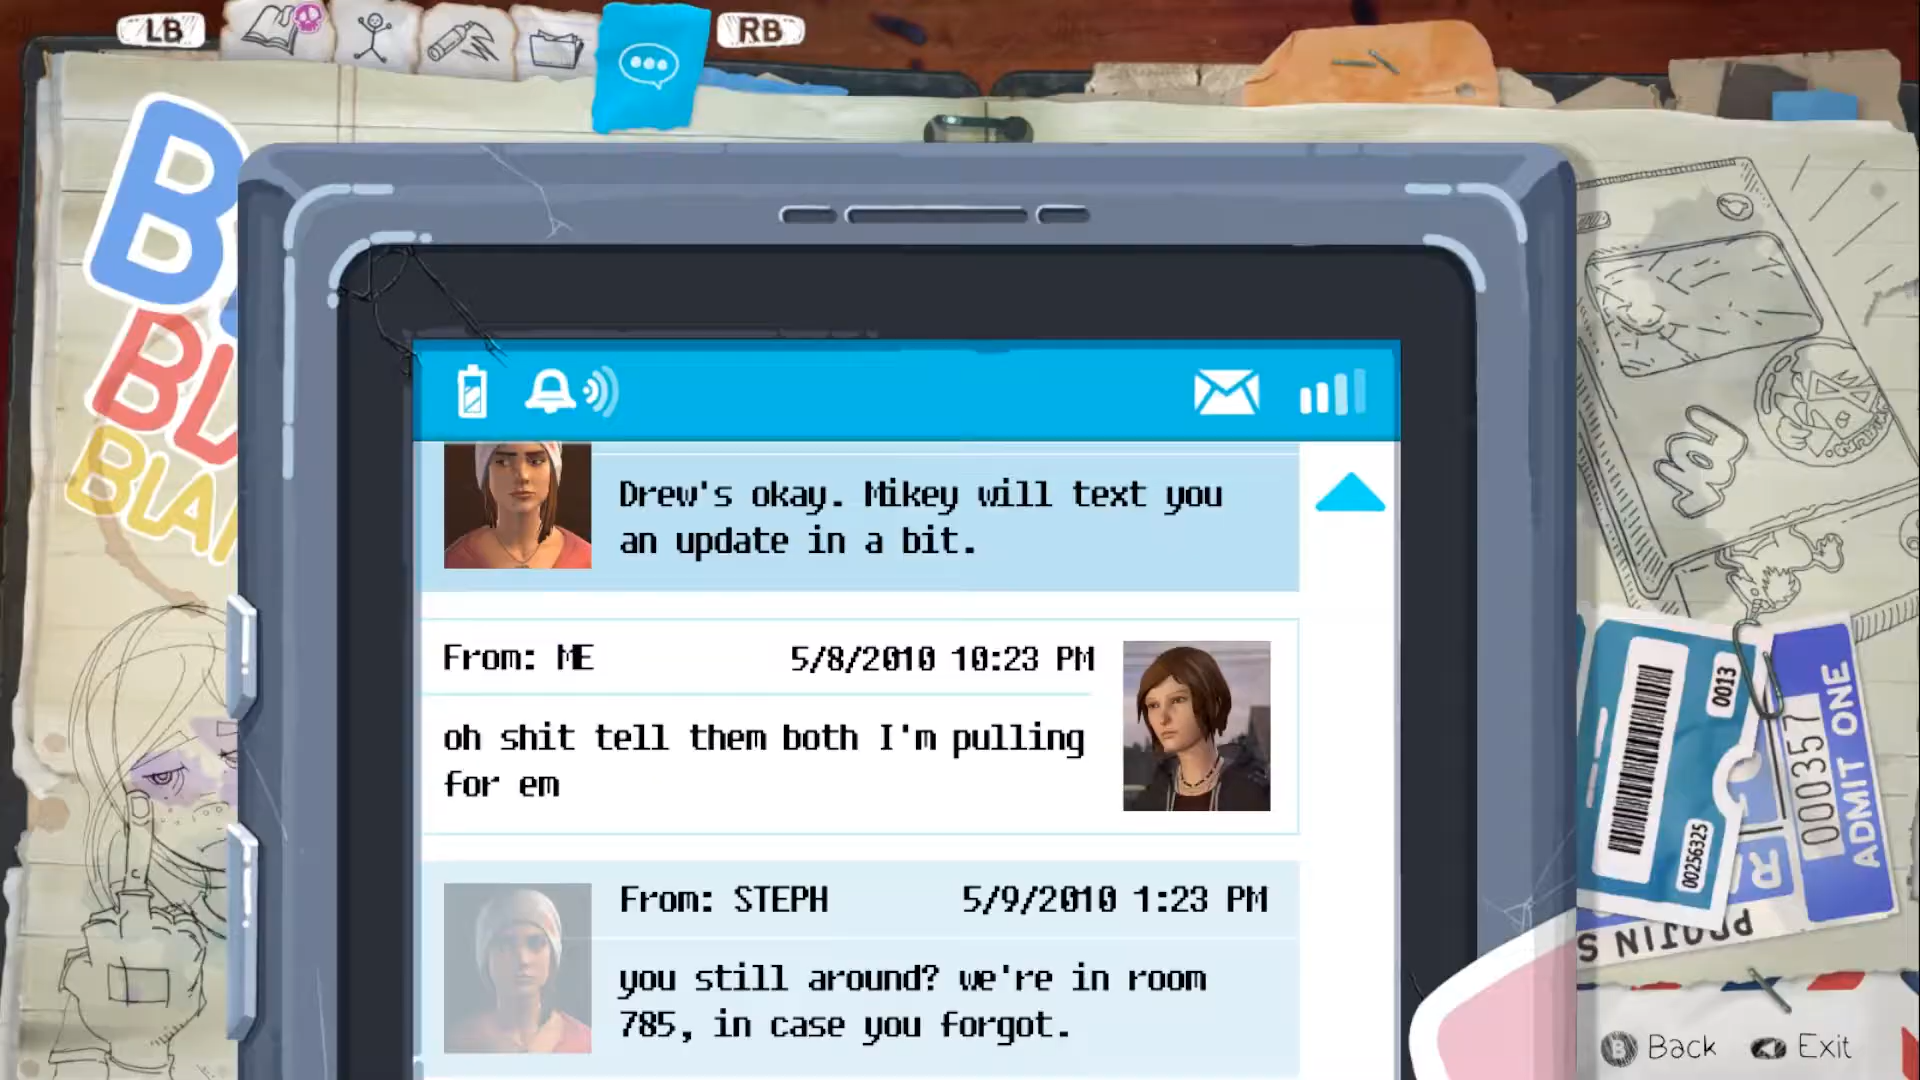 LB
RB
BLA
Drew's okay. Mikey will text you
an update in a bit.
From: ME 5/8/2010 10:23 PM
oh shit tell them both I'm pulling
for em
From: STEPH 5/9/2010 1:23 PM
you still around? we're in room
785, in case you forgot.
0013
00256325
000357
ADMIT ONE
B Back Exit